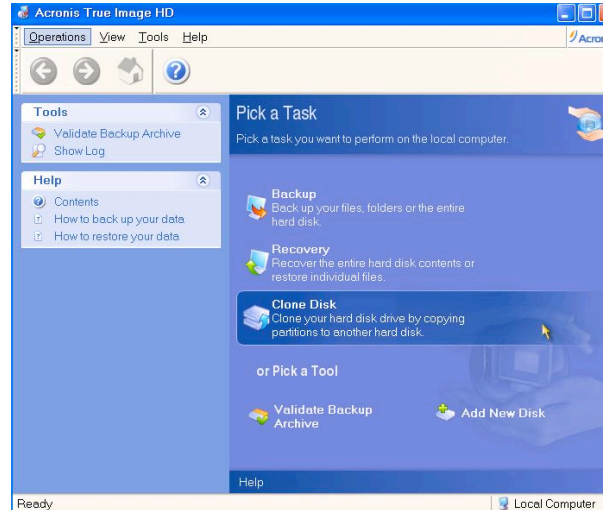 Acronis True Image HD
Operations View Tools Help
Tools
Validate Backup Archive
Show Log
Help
Contents
How to back up your data
How to restore your data
Pick a Task
Pick a task you want to perform on the local computer.
Backup
Back up your files, folders or the entire
hard disk.
Recovery
Recover the entire hard disk contents or
restore individual files.
Clone Disk
Clone your hard disk drive by copying
partitions to another hard disk.
or Pick a Tool
Validate Backup
Archive
Add New Disk
Help
Ready
Local Computer